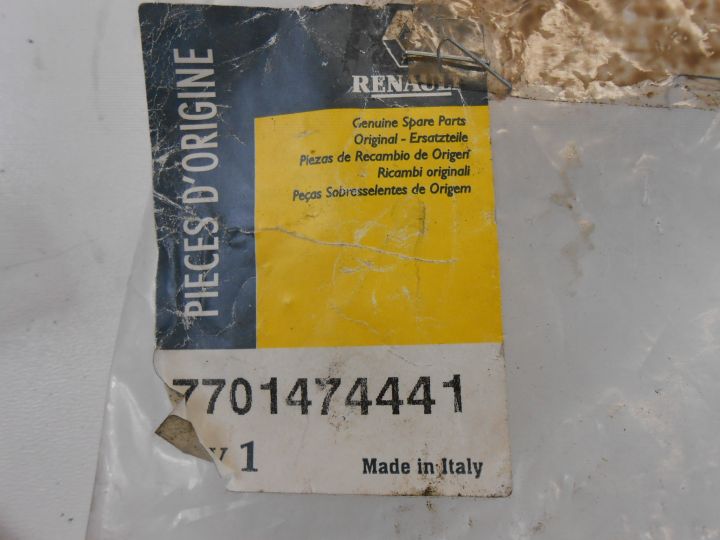 PIECES D'ORIGINE
RENAULT
Genuine Spare Parts
Original - Ersatzteile
Piezas de Recambio de Origen
Ricambi originali
Peças Sobresselentes de Origem
7701474441
1
Made in Italy